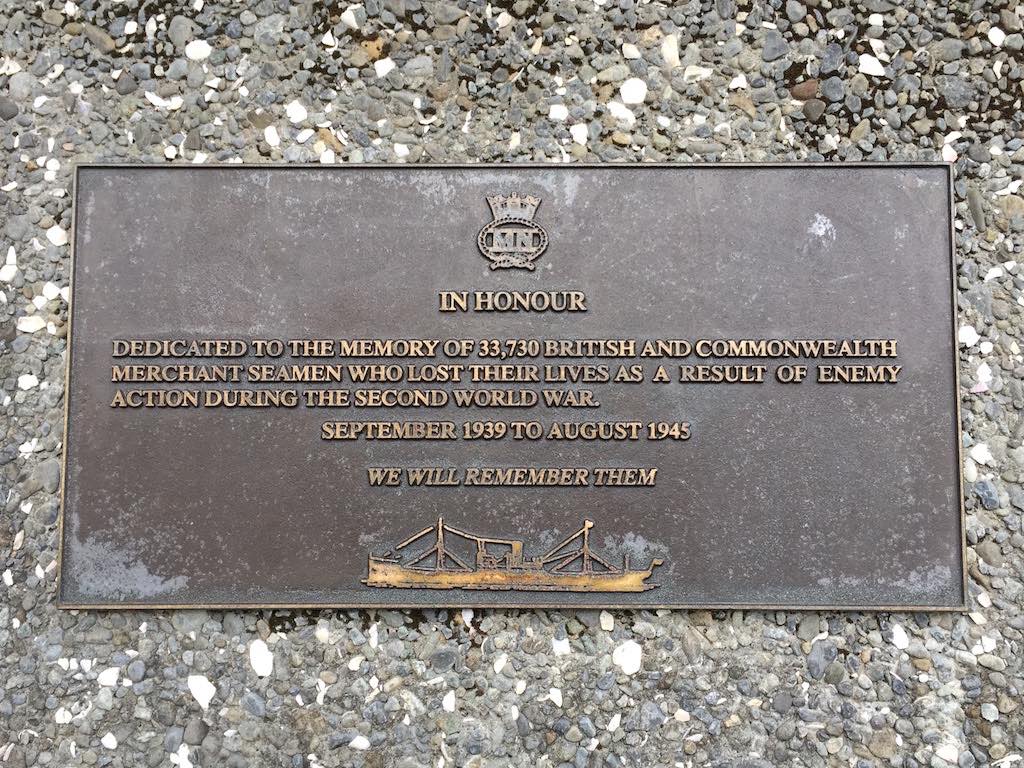 MN
IN HONOUR
DEDICATED TO THE MEMORY OF 33,730 BRITISH AND COMMONWEALTH
MERCHANT SEAMEN WHO LOST THEIR LIVES AS A RESULT OF ENEMY
ACTION DURING THE SECOND WORLD WAR.
SEPTEMBER 1939 TO AUGUST 1945
WE WILL REMEMBER THEM